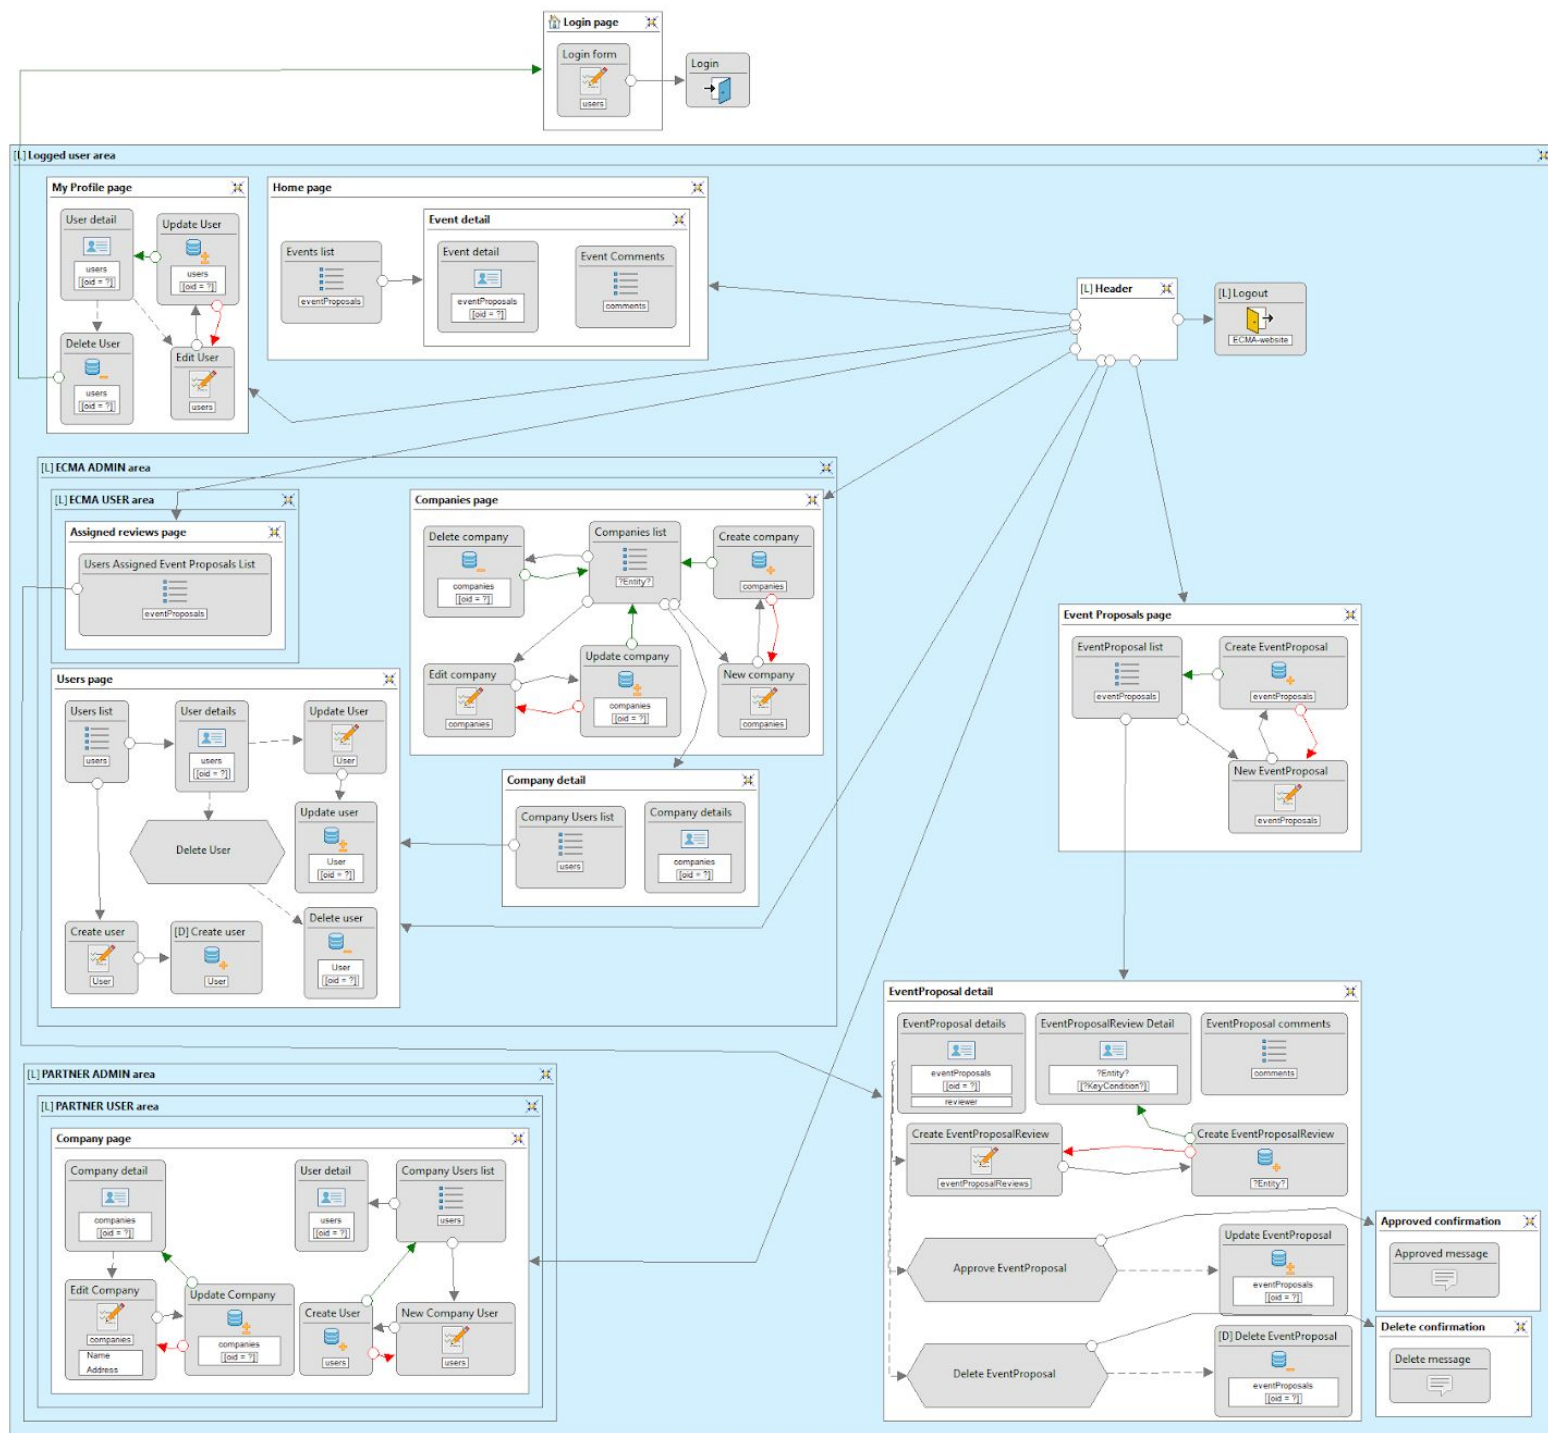 Login page
Login form
users
Login
[L] Logged user area
My Profile page
User detail
users
[oid = ?]
Update User
users
[oid = ?]
Delete User
users
[oid = ?]
Edit User
users
Home page
Events list
eventProposals
Event detail
Event detail
eventProposals
[oid = ?]
Event Comments
comments
[L] Header
[L] Logout
ECMA-website
[L] ECMA ADMIN area
[L] ECMA USER area
Assigned reviews page
Users Assigned Event Proposals List
eventProposals
Companies page
Delete company
companies
[oid = ?]
Companies list
?Entity?
Create company
companies
Edit company
companies
Update company
companies
[oid = ?]
New company
companies
Users page
Users list
users
User details
users
[oid = ?]
Update User
User
Update user
User
[oid = ?]
Delete User
Delete user
User
[oid = ?]
Create user
User
[D] Create user
User
Company detail
Company Users list
users
Company details
companies
[oid = ?]
Event Proposals page
EventProposal list
eventProposals
Create EventProposal
eventProposals
New EventProposal
eventProposals
EventProposal detail
EventProposal details
eventProposals
[oid = ?]
reviewer
EventProposalReview Detail
?Entity?
[?KeyCondition?]
EventProposal comments
comments
Create EventProposalReview
eventProposalReviews
Create EventProposalReview
?Entity?
Approve EventProposal
Update EventProposal
eventProposals
[oid = ?]
Delete EventProposal
[D] Delete EventProposal
eventProposals
[oid = ?]
Approved confirmation
Approved message
Delete confirmation
Delete message
[L] PARTNER ADMIN area
[L] PARTNER USER area
Company page
Company detail
companies
[oid = ?]
User detail
users
[oid = ?]
Company Users list
users
Edit Company
companies
Name
Address
Update Company
companies
[oid = ?]
Create User
users
New Company User
users